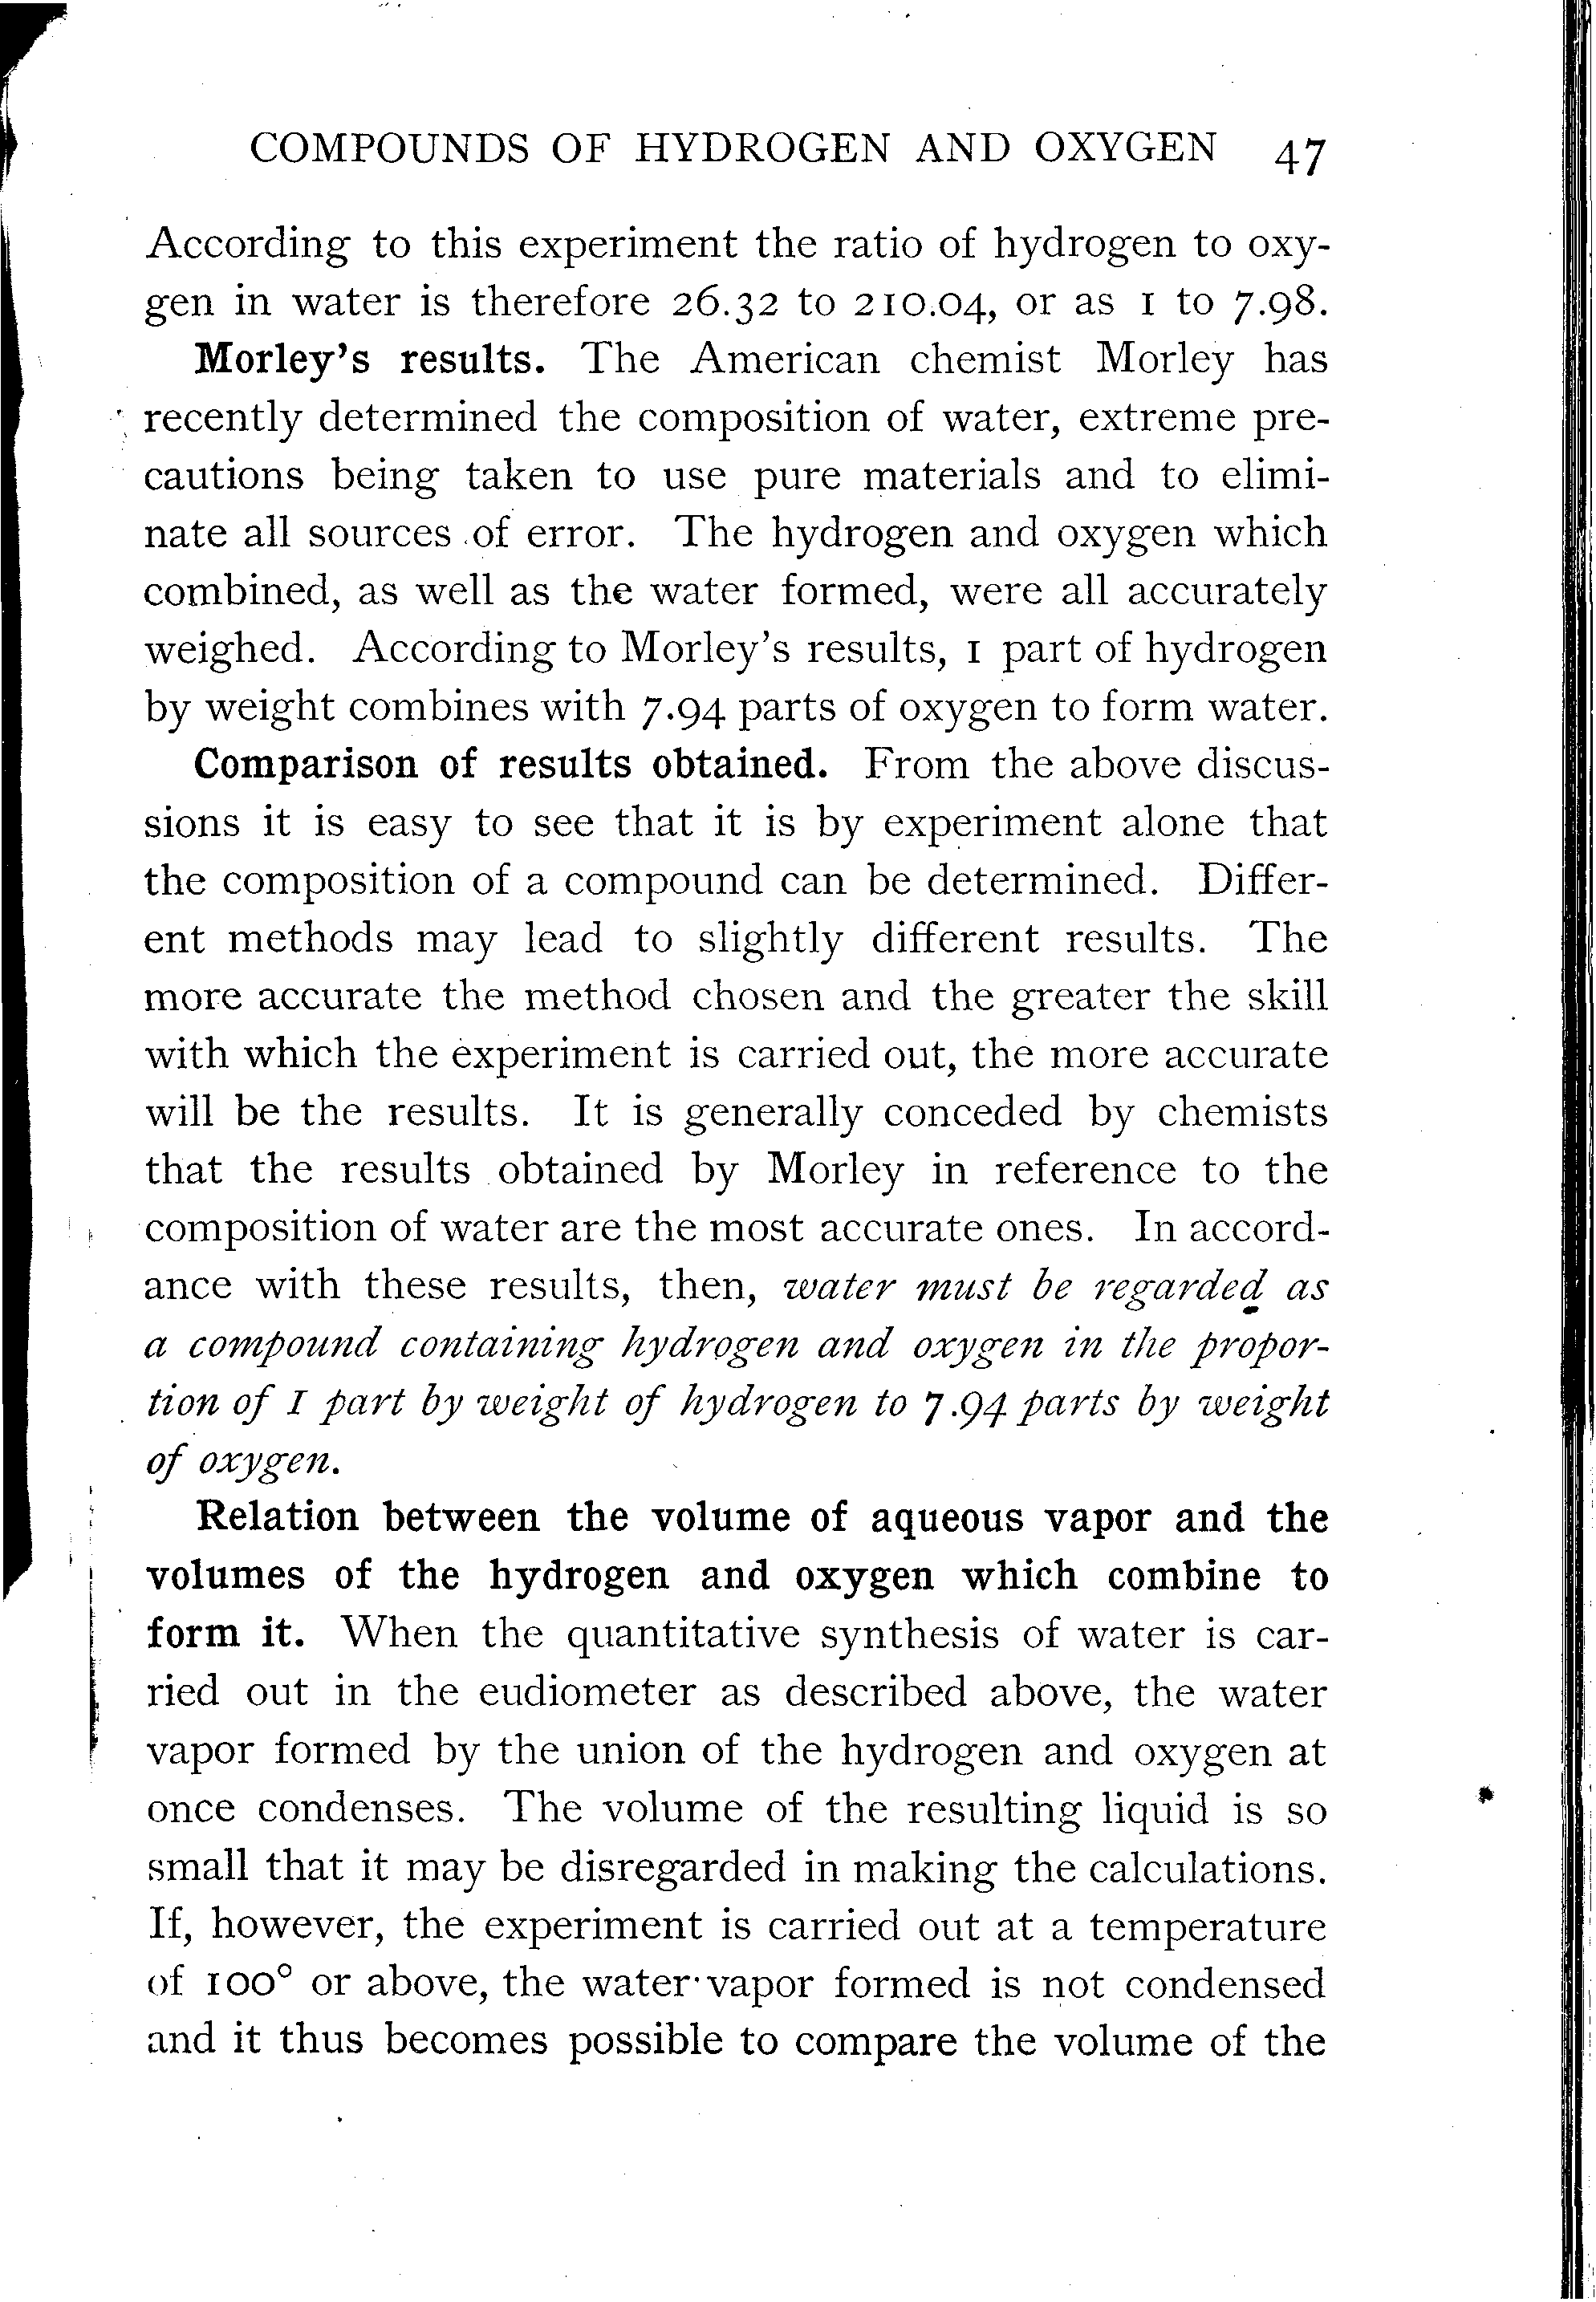 COMPOUNDS OF HYDROGEN AND OXYGEN 47
According to this experiment the ratio of hydrogen to oxy-
gen in water is therefore 26.32 to 210.04, or as 1 to 7.98.
Morley's results. The American chemist Morley has
recently determined the composition of water, extreme pre-
cautions being taken to use pure materials and to elimi-
nate all sources of error. The hydrogen and oxygen which
combined, as well as the water formed, were all accurately
weighed. According to Morley's results, 1 part of hydrogen
by weight combines with 7.94 parts of oxygen to form water.
Comparison of results obtained. From the above discus-
sions it is easy to see that it is by experiment alone that
the composition of a compound can be determined. Differ-
ent methods may lead to slightly different results. The
more accurate the method chosen and the greater the skill
with which the experiment is carried out, the more accurate
will be the results. It is generally conceded by chemists
that the results obtained by Morley in reference to the
composition of water are the most accurate ones. In accord-
ance with these results, then, water must be regarded as
a compound containing hydrogen and oxygen in the propor-
tion of 1 part by weight of hydrogen to 7.94 parts by weight
of oxygen.
Relation between the volume of aqueous vapor and the
volumes of the hydrogen and oxygen which combine to
form it. When the quantitative synthesis of water is car-
ried out in the eudiometer as described above, the water
vapor formed by the union of the hydrogen and oxygen at
once condenses. The volume of the resulting liquid is so
small that it may be disregarded in making the calculations.
If, however, the experiment is carried out at a temperature
of 100° or above, the water vapor formed is not condensed
and it thus becomes possible to compare the volume of the